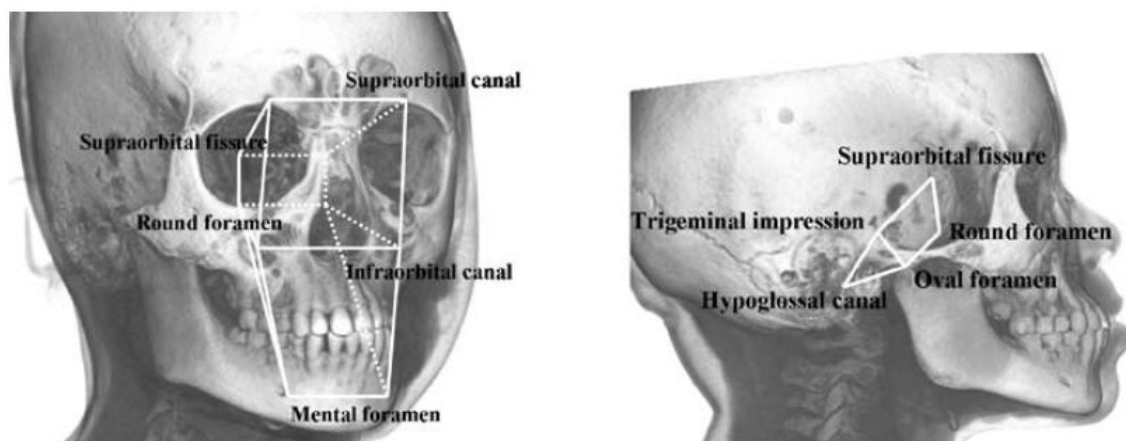 Supraorbital canal
Supraorbital fissure
Round foramen
Infraorbital canal
Mental foramen
Supraorbital fissure
Trigeminal impression
Round foramen
Oval foramen
Hypoglossal canal